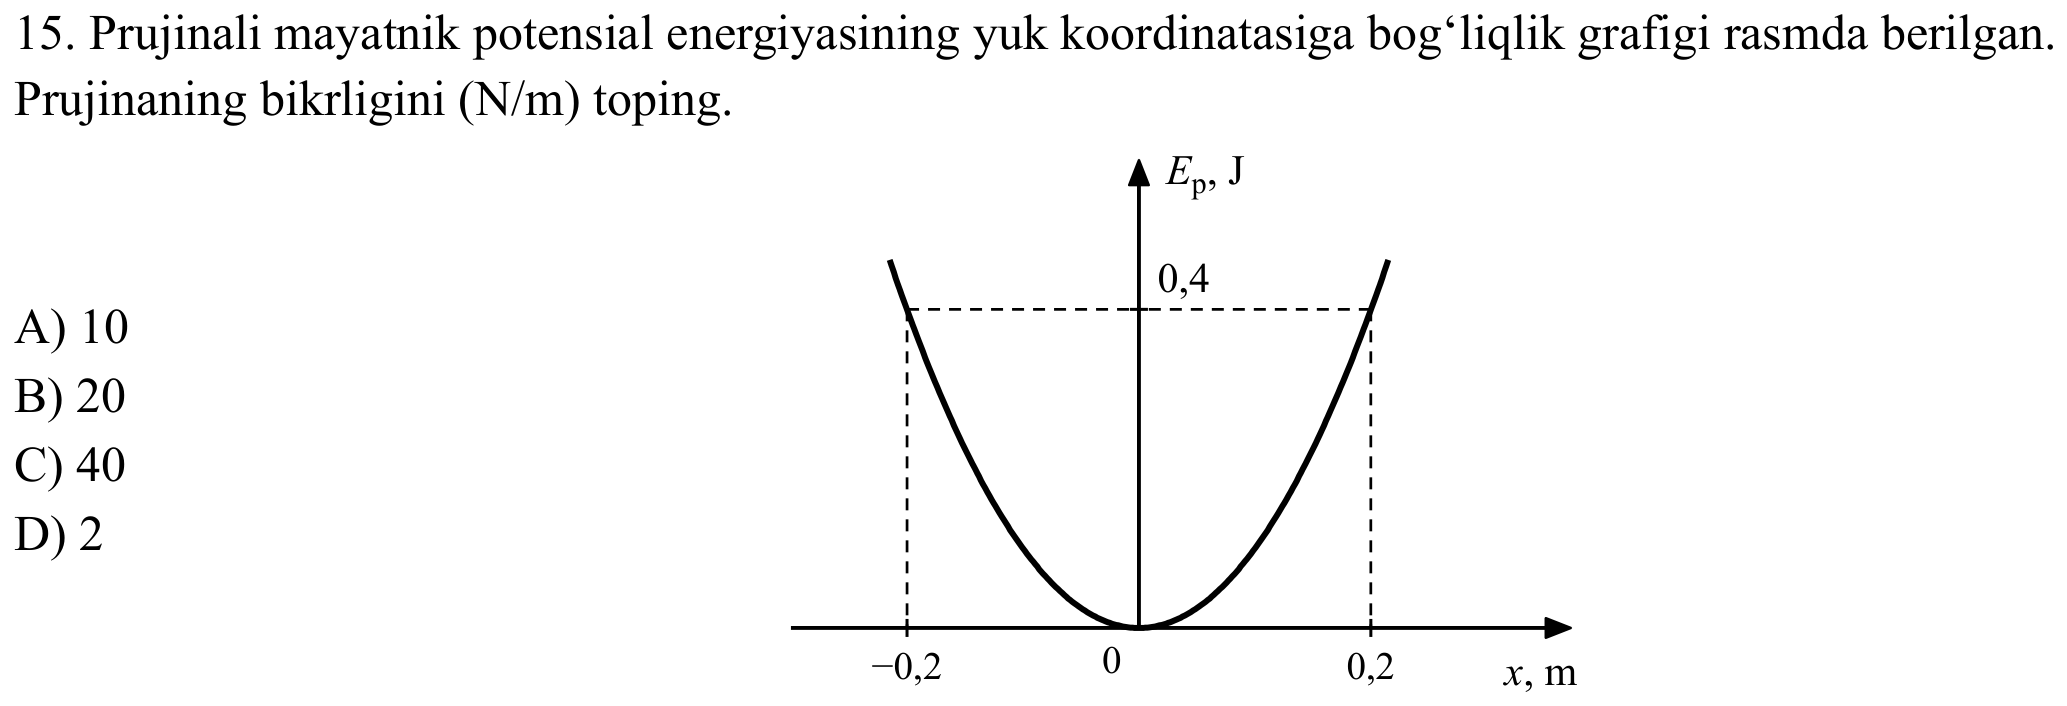 15. Prujinali mayatnik potensial energiyasining yuk koordinatasiga bog‘liqlik grafigi rasmda berilgan.
Prujinaning bikrligini (N/m) toping.
Eₚ, J
0,4
A) 10
B) 20
C) 40
D) 2
−0,2
0
0,2
x, m